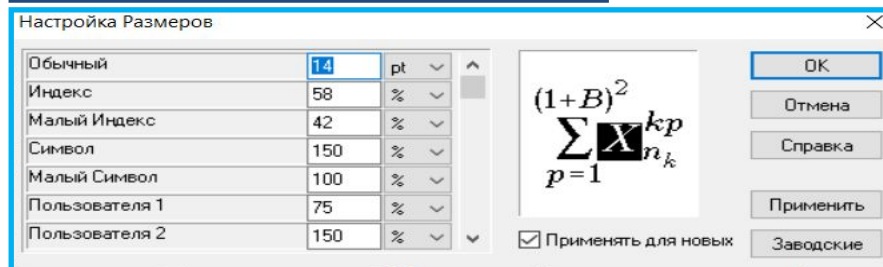 Настройка Размеров
Обычный 14 pt
Индекс 58 %
Малый Индекс 42 %
Символ 150 %
Малый Символ 100 %
Пользователя 1 75 %
Пользователя 2 150 %
(1+B)²
∑ X kp n k
p=1
Применять для новых
OK
Отмена
Справка
Применить
Заводские